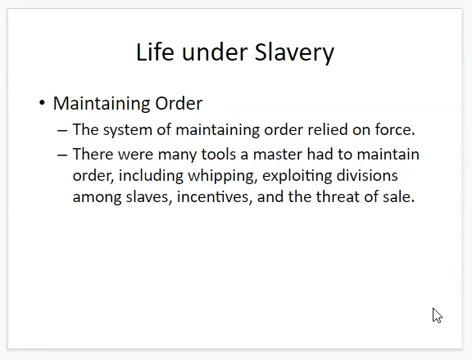 Life under Slavery
• Maintaining Order
– The system of maintaining order relied on force.
– There were many tools a master had to maintain
order, including whipping, exploiting divisions
among slaves, incentives, and the threat of sale.